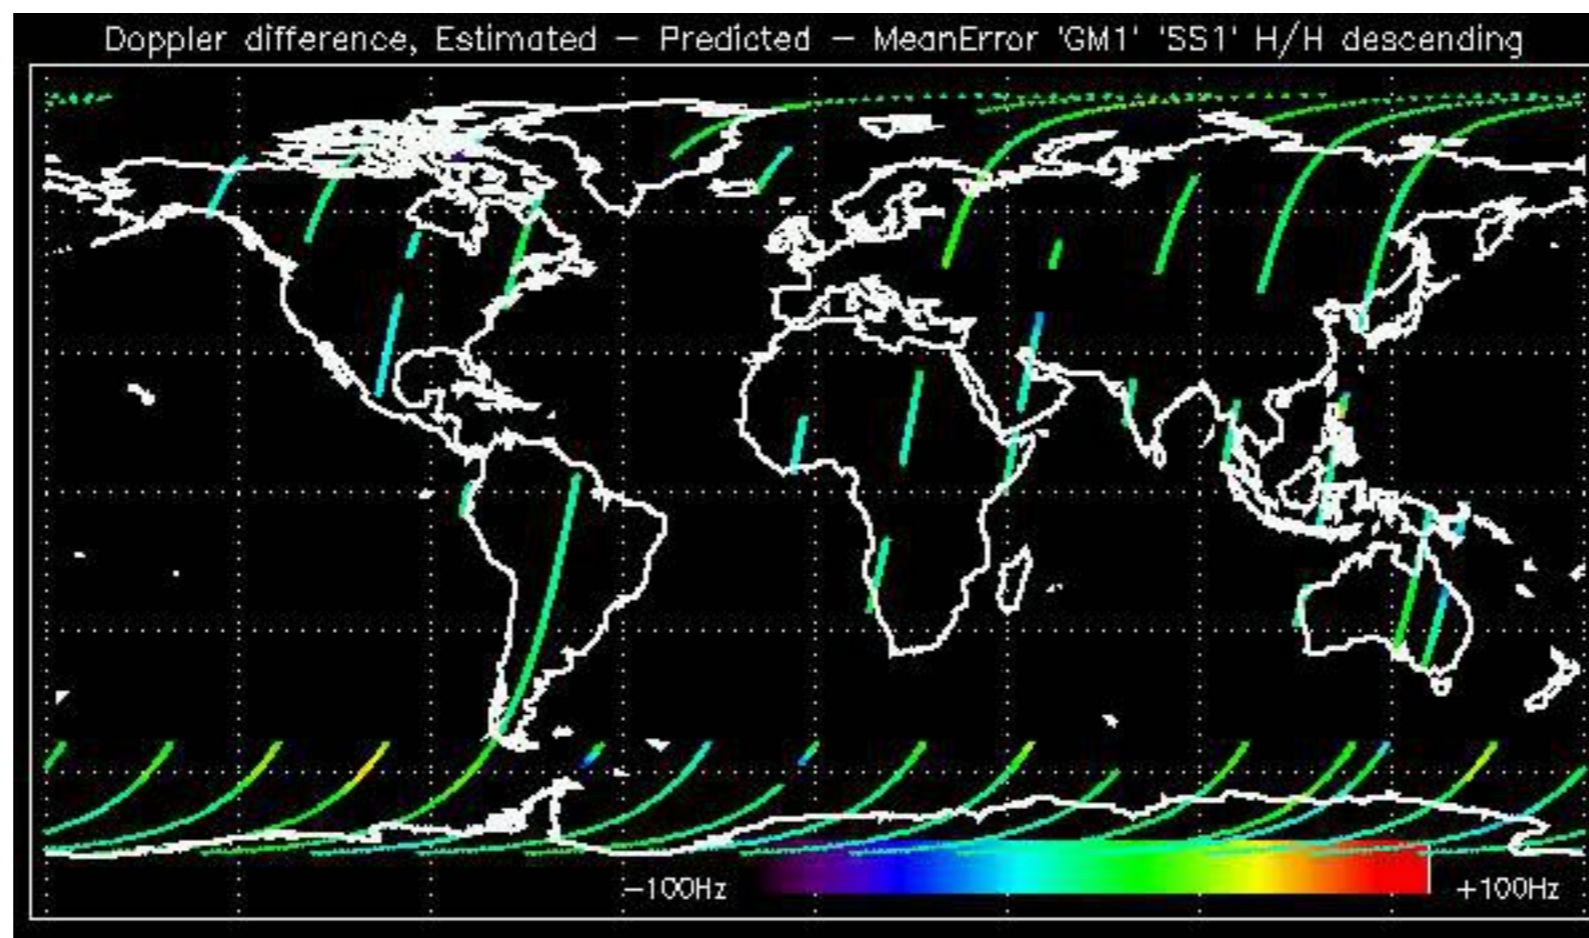 Doppler difference, Estimated – Predicted – MeanError 'GM1' 'SS1' H/H descending
–100Hz
+100Hz